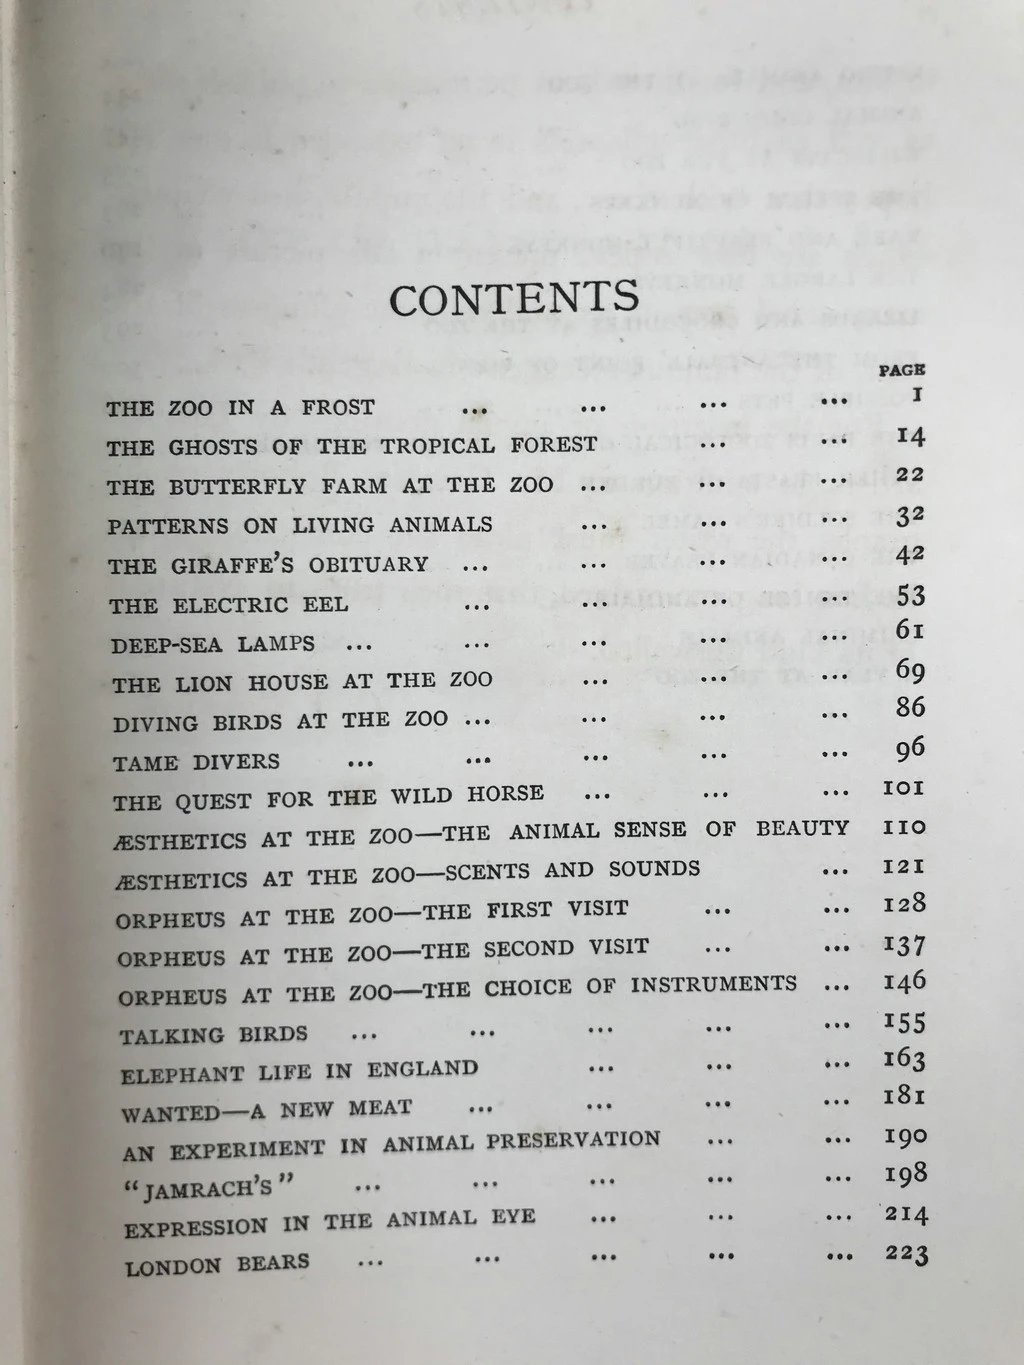 CONTENTS
PAGE
THE ZOO IN A FROST ... ... ... ... 1
THE GHOSTS OF THE TROPICAL FOREST ... ... 14
THE BUTTERFLY FARM AT THE ZOO ... ... ... 22
PATTERNS ON LIVING ANIMALS ... ... ... 32
THE GIRAFFE'S OBITUARY ... ... ... ... 42
THE ELECTRIC EEL ... ... ... ... 53
DEEP-SEA LAMPS ... ... ... ... ... 61
THE LION HOUSE AT THE ZOO ... ... ... 69
DIVING BIRDS AT THE ZOO ... ... ... ... 86
TAME DIVERS ... ... ... ... ... 96
THE QUEST FOR THE WILD HORSE ... ... ... 101
ÆSTHETICS AT THE ZOO—THE ANIMAL SENSE OF BEAUTY 110
ÆSTHETICS AT THE ZOO—SCENTS AND SOUNDS ... 121
ORPHEUS AT THE ZOO—THE FIRST VISIT ... ... 128
ORPHEUS AT THE ZOO—THE SECOND VISIT ... ... 137
ORPHEUS AT THE ZOO—THE CHOICE OF INSTRUMENTS ... 146
TALKING BIRDS ... ... ... ... ... 155
ELEPHANT LIFE IN ENGLAND ... ... ... 163
WANTED—A NEW MEAT ... ... ... ... 181
AN EXPERIMENT IN ANIMAL PRESERVATION ... ... 190
"JAMRACH'S" ... ... ... ... ... 198
EXPRESSION IN THE ANIMAL EYE ... ... ... 214
LONDON BEARS ... ... ... ... ... 223